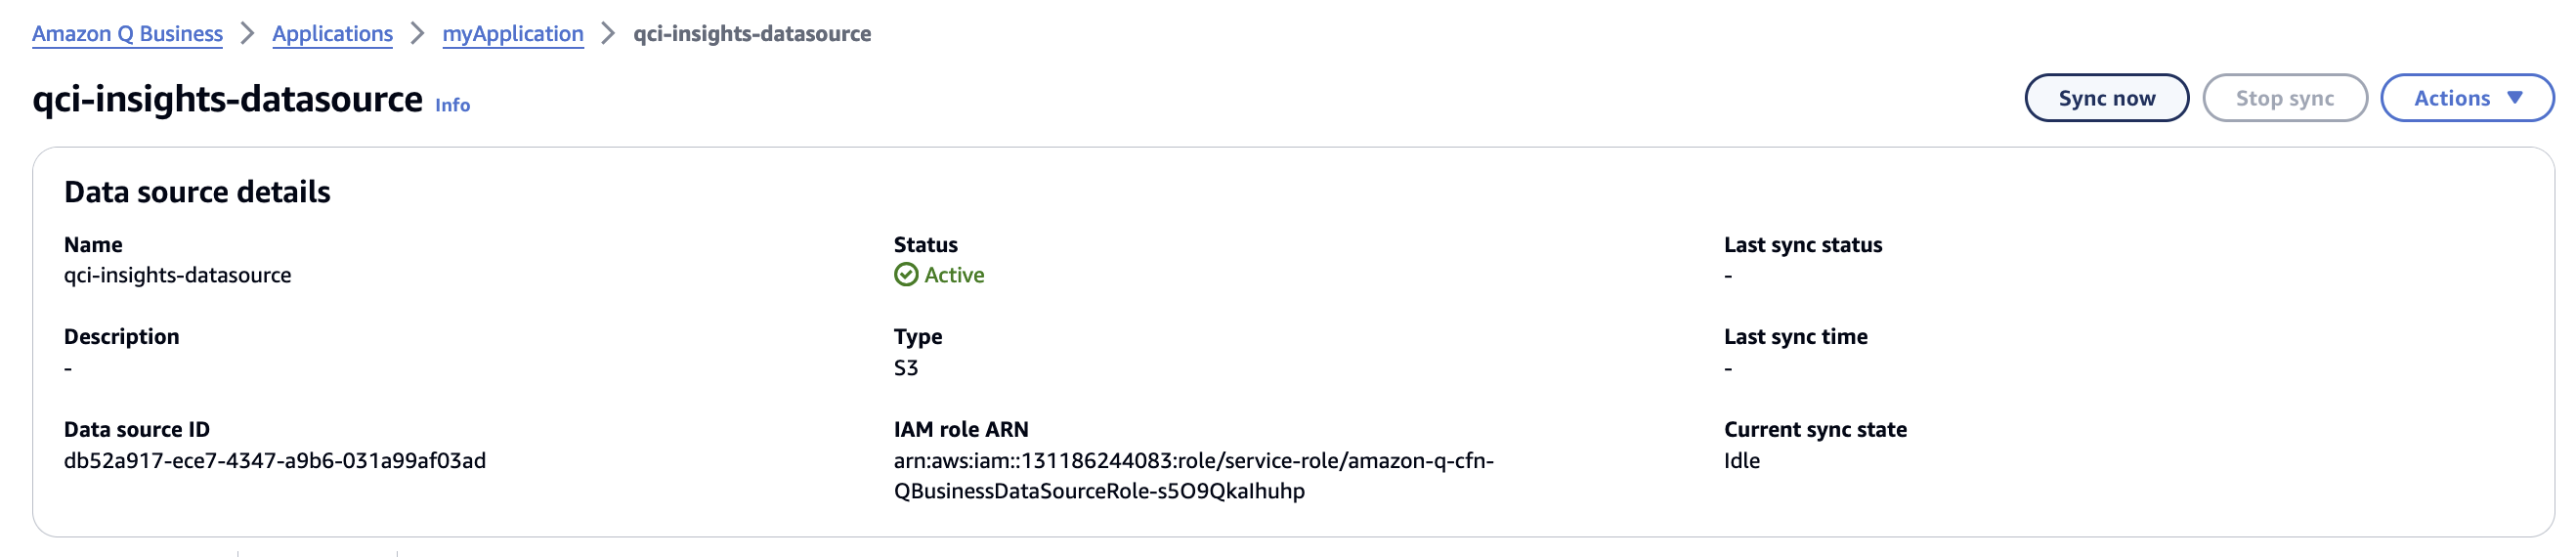 Amazon Q Business > Applications > myApplication > qci-insights-datasource
qci-insights-datasource Info
Sync now
Stop sync
Actions
Data source details
Name
qci-insights-datasource
Status
Active
Last sync status
-
Description
-
Type
S3
Last sync time
-
Data source ID
db52a917-ece7-4347-a9b6-031a99af03ad
IAM role ARN
arn:aws:iam::131186244083:role/service-role/amazon-q-cfn-
QBusinessDataSourceRole-s5O9QkaIhuhp
Current sync state
Idle